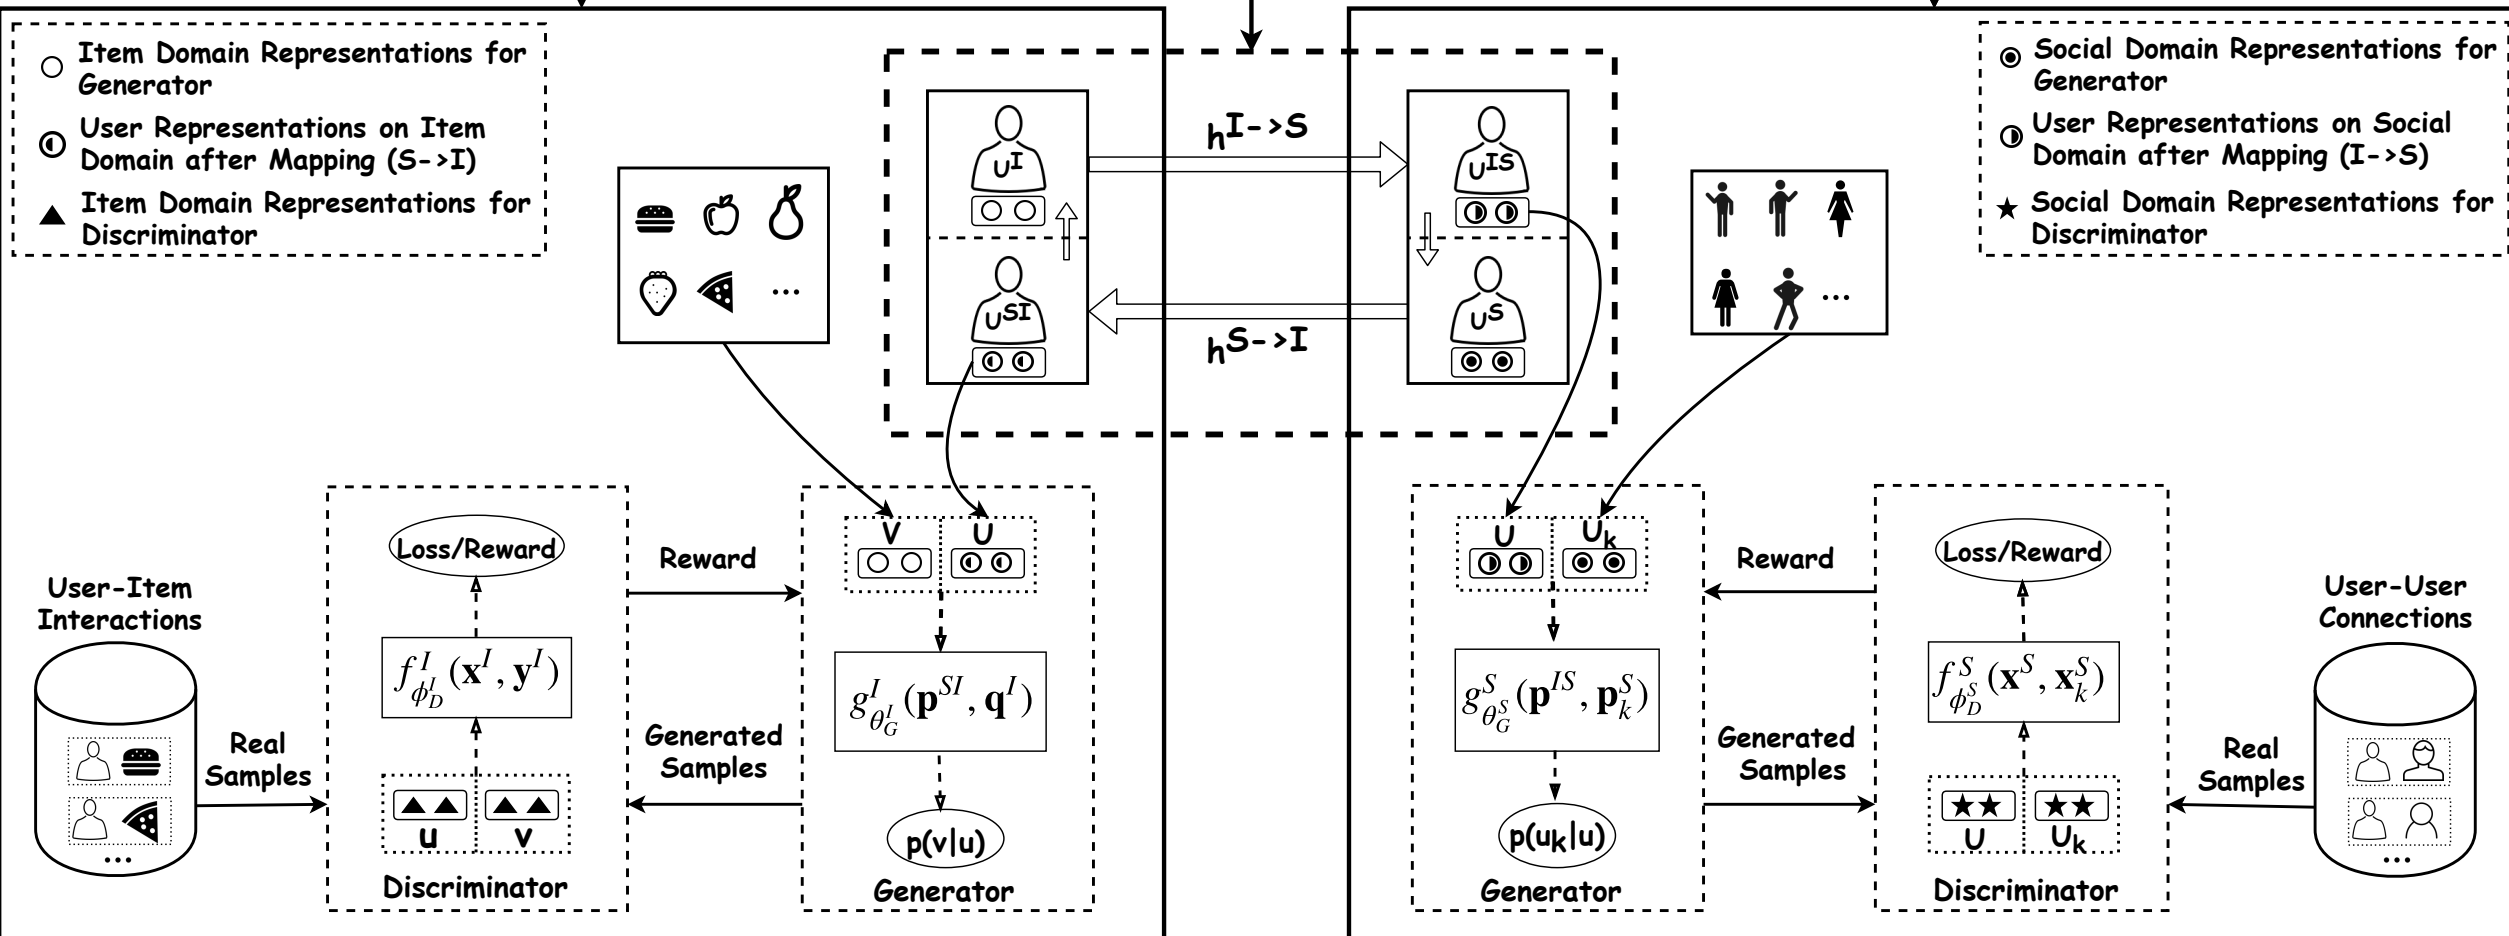 Item Domain Representations for
Generator
User Representations on Item
Domain after Mapping (S->I)
Item Domain Representations for
Discriminator
Social Domain Representations for
Generator
User Representations on Social
Domain after Mapping (I->S)
Social Domain Representations for
Discriminator
U^I
h^{I->S}
U^{IS}
U^{SI}
h^{S->I}
U^S
...
...
User-Item
Interactions
Real
Samples
...
Loss/Reward
f^I_{\phi^I_D}(x^I, y^I)
u v
Discriminator
Reward
Generated
Samples
V U
g^I_{θ^I_G}(p^{SI}, q^I)
p(v|u)
Generator
U U_k
g^S_{θ^S_G}(p^{IS}, p^S_k)
p(u_k|u)
Generator
Reward
Generated
Samples
Loss/Reward
f^S_{\phi^S_D}(x^S, x^S_k)
U U_k
Discriminator
Real
Samples
User-User
Connections
...